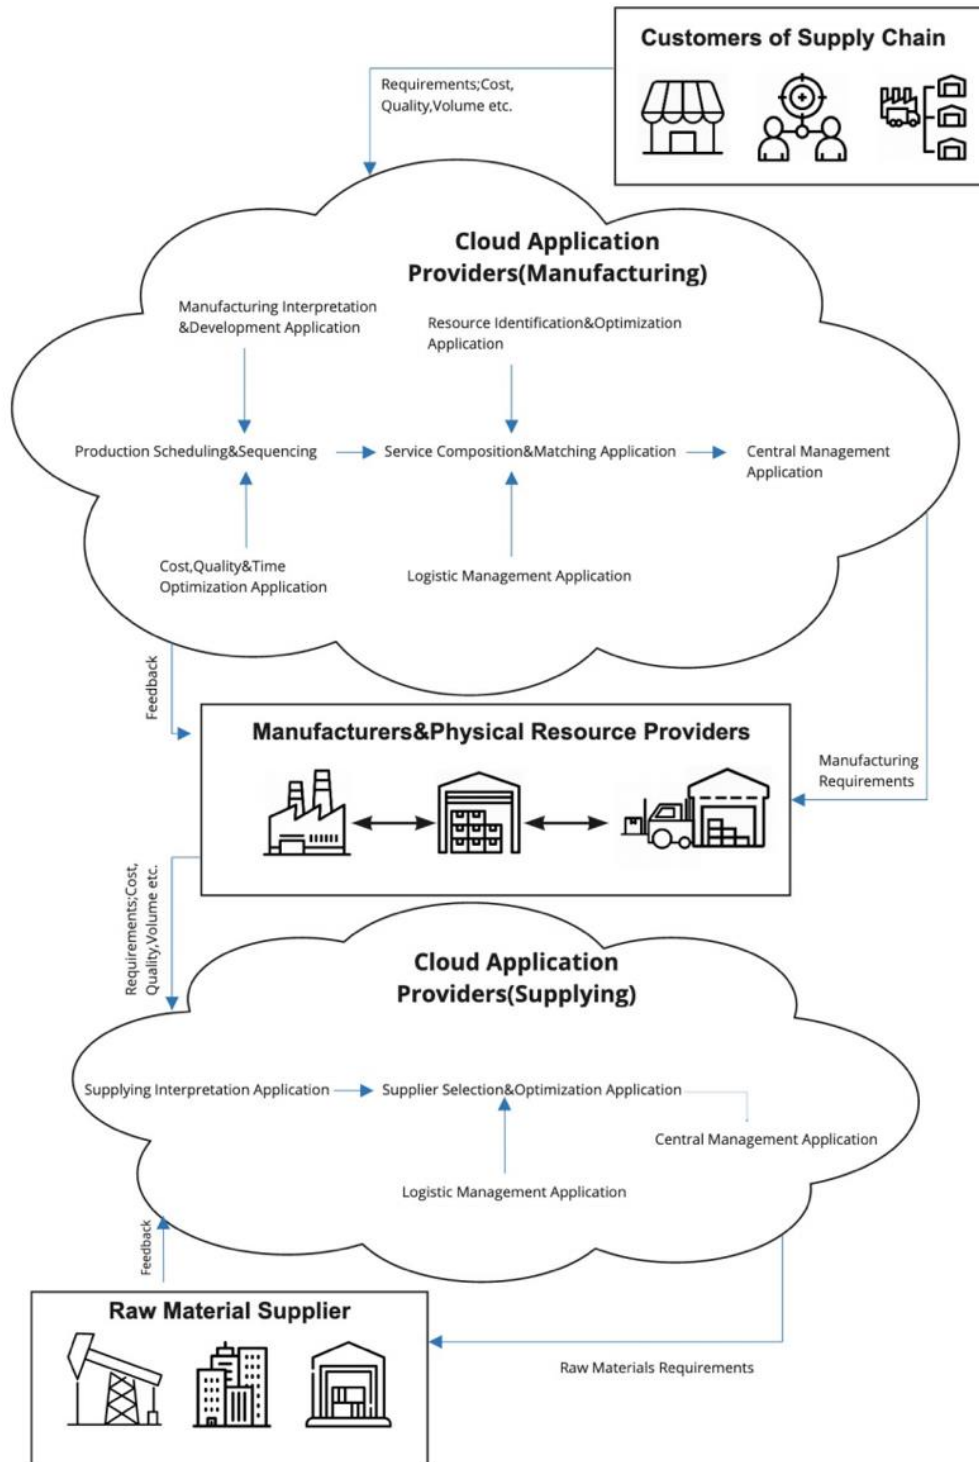 Customers of Supply Chain
Requirements;Cost,
Quality,Volume etc.
Cloud Application
Providers(Manufacturing)
Manufacturing Interpretation
&Development Application
Resource Identification&Optimization
Application
Production Scheduling&Sequencing
Service Composition&Matching Application
Central Management
Application
Cost,Quality&Time
Optimization Application
Logistic Management Application
Feedback
Manufacturers&Physical Resource Providers
Manufacturing
Requirements
Requirements;Cost,
Quality,Volume etc.
Cloud Application
Providers(Supplying)
Supplying Interpretation Application
Supplier Selection&Optimization Application
Central Management Application
Logistic Management Application
Feedback
Raw Material Supplier
Raw Materials Requirements